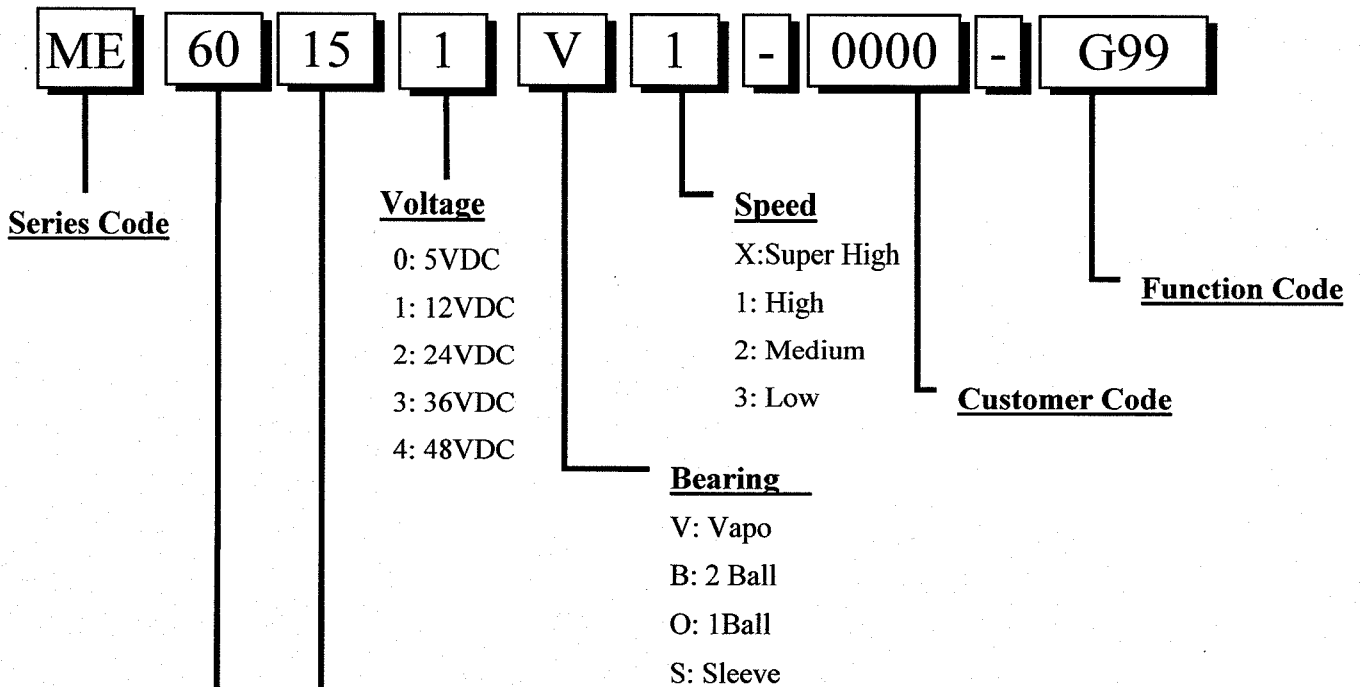 ME 60 15 1 V 1 - 0000 - G99
Series Code
Voltage
0: 5VDC
1: 12VDC
2: 24VDC
3: 36VDC
4: 48VDC
Speed
X:Super High
1: High
2: Medium
3: Low
Function Code
Customer Code
Bearing
V: Vapo
B: 2 Ball
O: 1Ball
S: Sleeve